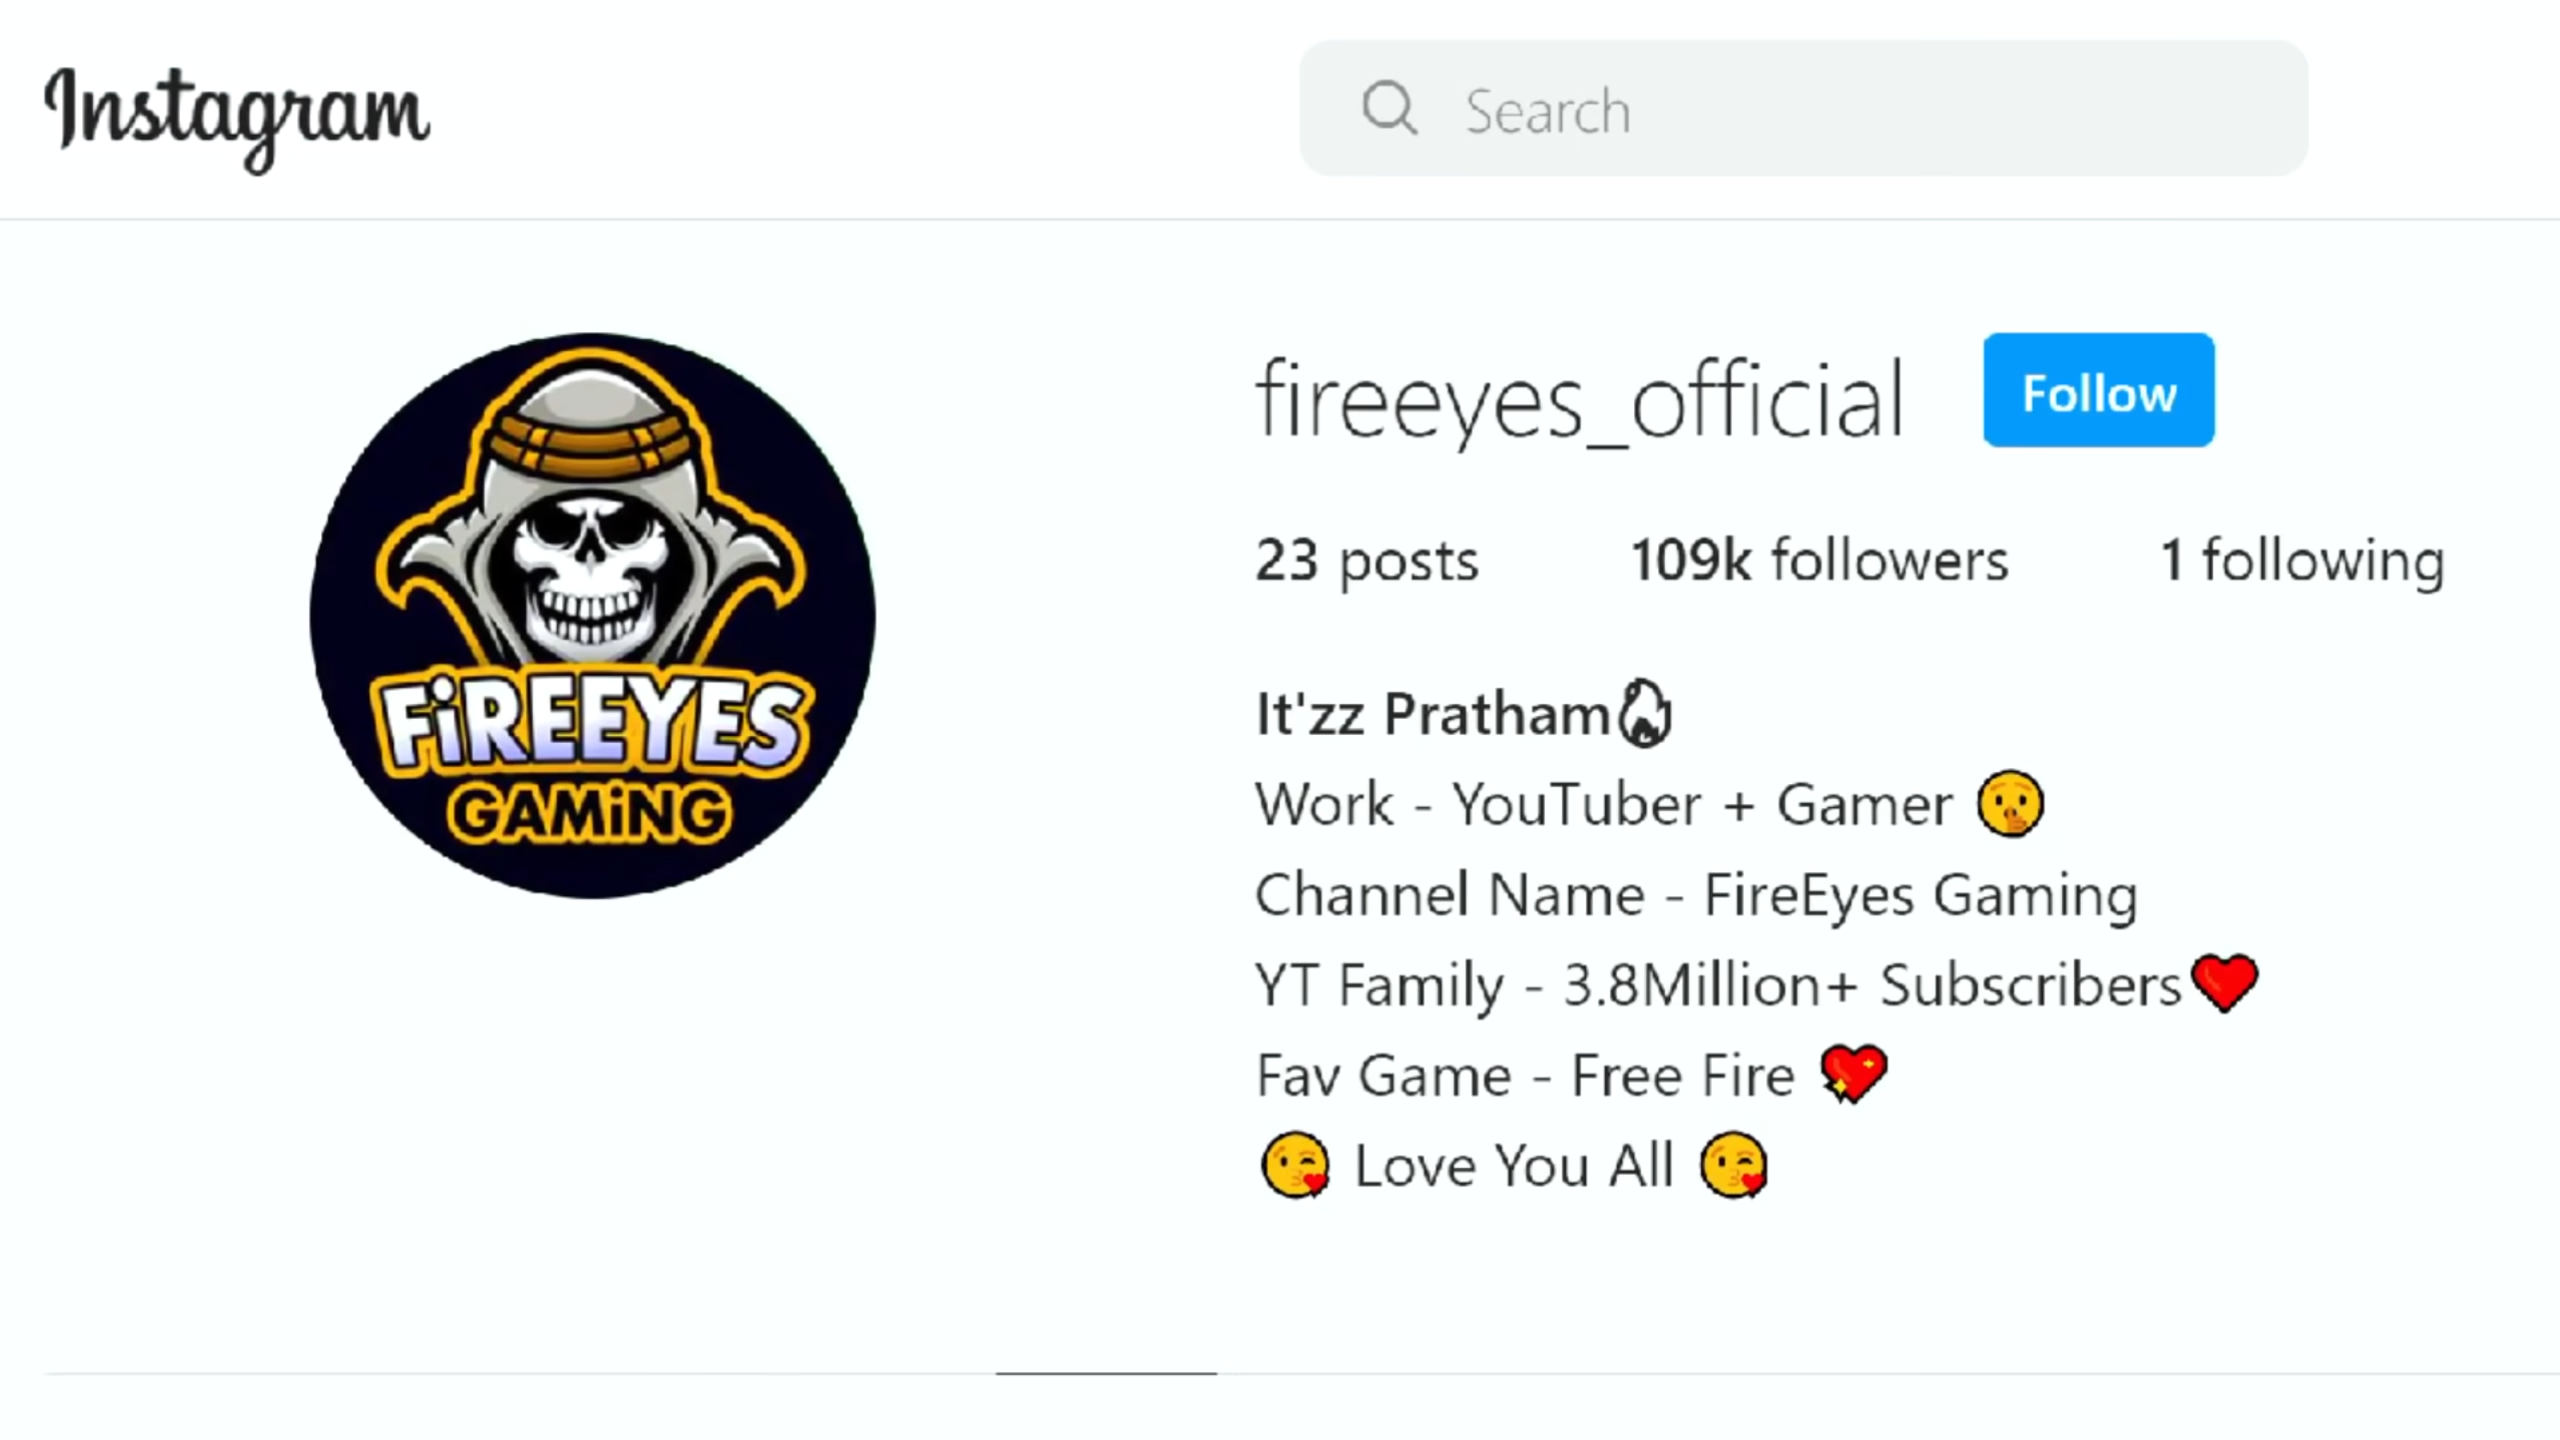 Instagram
Search
FiREEYES
GAMiNG
fireeyes_official
Follow
23 posts 109k followers 1 following
It'zz Pratham🔥
Work - YouTuber + Gamer 🤫
Channel Name - FireEyes Gaming
YT Family - 3.8Million+ Subscribers❤️
Fav Game - Free Fire 💖
😘 Love You All 😘